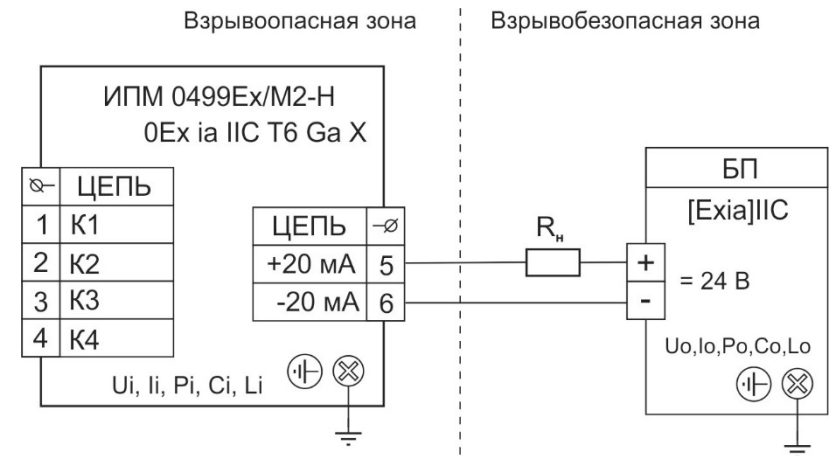 Взрывоопасная зона
Взрывобезопасная зона
ИПМ 0499Ex/М2-Н
0Ex ia IIC T6 Ga X
ЦЕПЬ
1 К1
2 К2
3 К3
4 К4
ЦЕПЬ
+20 мА 5
-20 мА 6
Ui, Ii, Pi, Ci, Li
Rн
БП
[Exia]IIC
+
= 24 В
-
Uo,Io,Po,Co,Lo